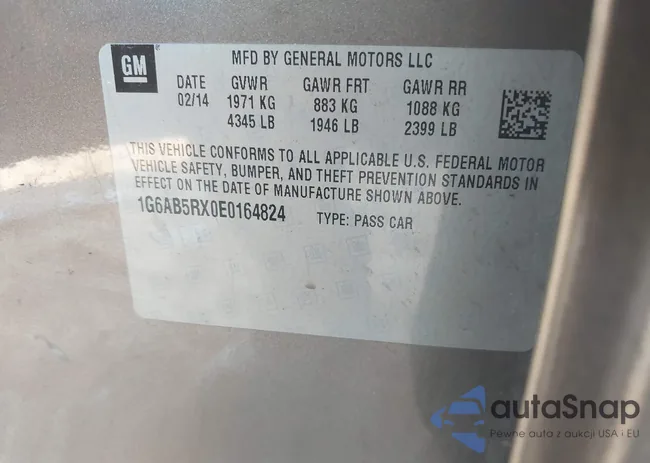 GM
MFD BY GENERAL MOTORS LLC
DATE GVWR GAWR FRT GAWR RR
02/14 1971 KG 883 KG 1088 KG
4345 LB 1946 LB 2399 LB
THIS VEHICLE CONFORMS TO ALL APPLICABLE U.S. FEDERAL MOTOR
VEHICLE SAFETY, BUMPER, AND THEFT PREVENTION STANDARDS IN
EFFECT ON THE DATE OF MANUFACTURE SHOWN ABOVE.
1G6AB5RX0E0164824 TYPE: PASS CAR
autaSnap
Pewne auta z aukcji USA i EU